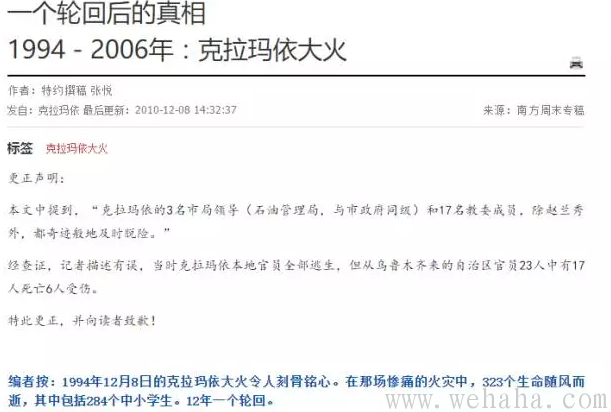 一个轮回后的真相
1994 - 2006年：克拉玛依大火
作者：特约撰稿 张悦
发自：克拉玛依 最后更新：2010-12-08 14:32:37
来源：南方周末专稿
标签 克拉玛依大火
更正声明：
本文中提到，“克拉玛依的3名市局领导（石油管理局，与市政府同级）和17名教委成员，除赵兰秀
外，都奇迹般地及时脱险。”
经查证，记者描述有误，当时克拉玛依本地官员全部逃生，但从乌鲁木齐来的自治区官员23人中有17
人死亡6人受伤。
特此更正，并向读者致歉！
编者按：1994年12月8日的克拉玛依大火令人刻骨铭心。在那场惨痛的火灾中，323个生命随风而
逝，其中包括284个中小学生。12年一个轮回。
www.wehaha.com